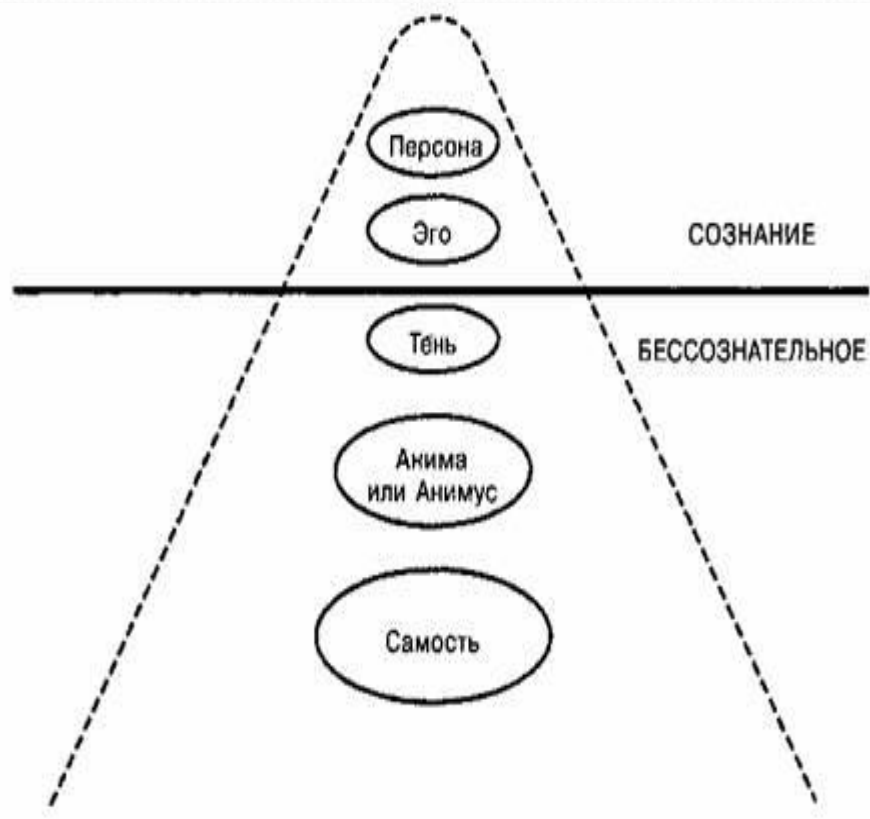 Персона
Эго
СОЗНАНИЕ
Тень
БЕССОЗНАТЕЛЬНОЕ
Анима
или Анимус
Самость